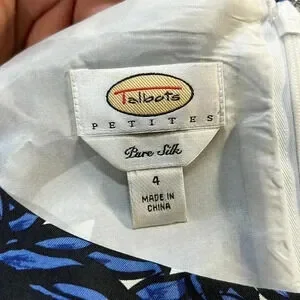 Talbots
PETITES
Pure Silk
4
MADE IN
CHINA